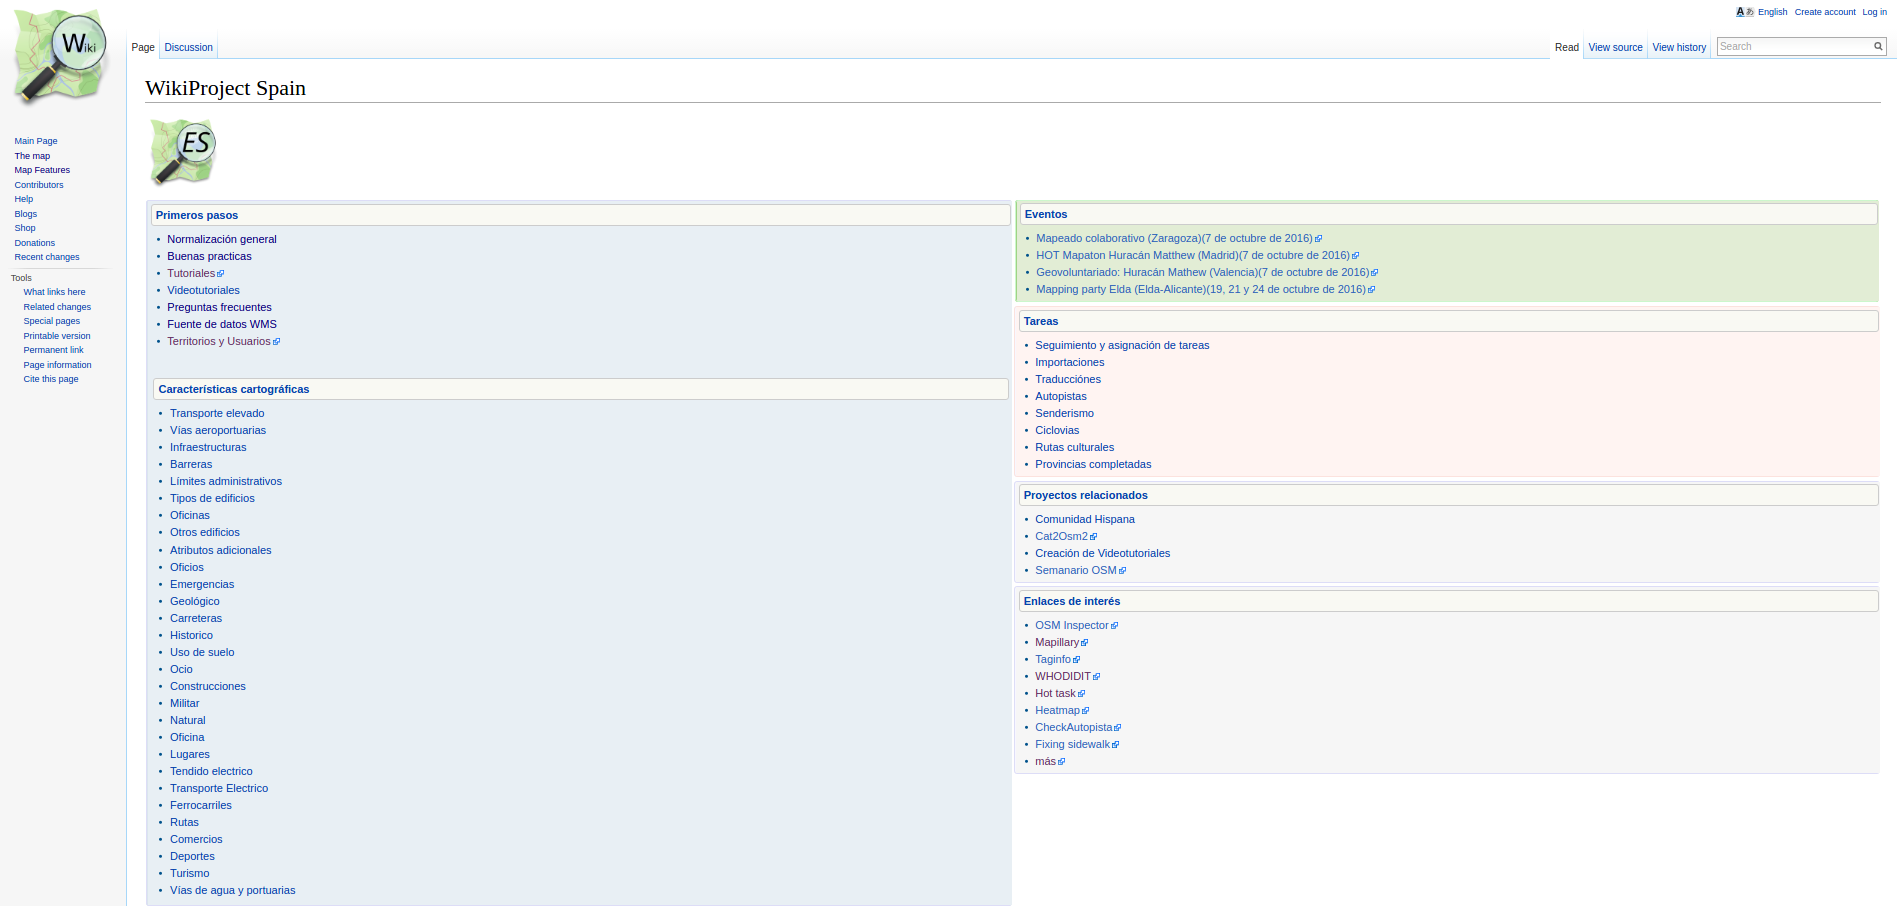 Wiki
English Create account Log in
Page Discussion
Read View source View history Search
WikiProject Spain
ES
Main Page
The map
Map Features
Contributors
Help
Blogs
Shop
Donations
Recent changes
Tools
What links here
Related changes
Special pages
Printable version
Permanent link
Page information
Cite this page
Primeros pasos
Normalización general
Buenas practicas
Tutoriales
Videotutoriales
Preguntas frecuentes
Fuente de datos WMS
Territorios y Usuarios
Características cartográficas
Transporte elevado
Vías aeroportuarias
Infraestructuras
Barreras
Límites administrativos
Tipos de edificios
Oficinas
Otros edificios
Atributos adicionales
Oficios
Emergencias
Geológico
Carreteras
Historico
Uso de suelo
Ocio
Construcciones
Militar
Natural
Oficina
Lugares
Tendido electrico
Transporte Electrico
Ferrocarriles
Rutas
Comercios
Deportes
Turismo
Vías de agua y portuarias
Eventos
Mapeado colaborativo (Zaragoza)(7 de octubre de 2016)
HOT Mapaton Huracán Matthew (Madrid)(7 de octubre de 2016)
Geovoluntariado: Huracán Mathew (Valencia)(7 de octubre de 2016)
Mapping party Elda (Elda-Alicante)(19, 21 y 24 de octubre de 2016)
Tareas
Seguimiento y asignación de tareas
Importaciones
Traducciónes
Autopistas
Senderismo
Ciclovias
Rutas culturales
Provincias completadas
Proyectos relacionados
Comunidad Hispana
Cat2Osm2
Creación de Videotutoriales
Semanario OSM
Enlaces de interés
OSM Inspector
Mapillary
Taginfo
WHODIDIT
Hot task
Heatmap
CheckAutopista
Fixing sidewalk
más